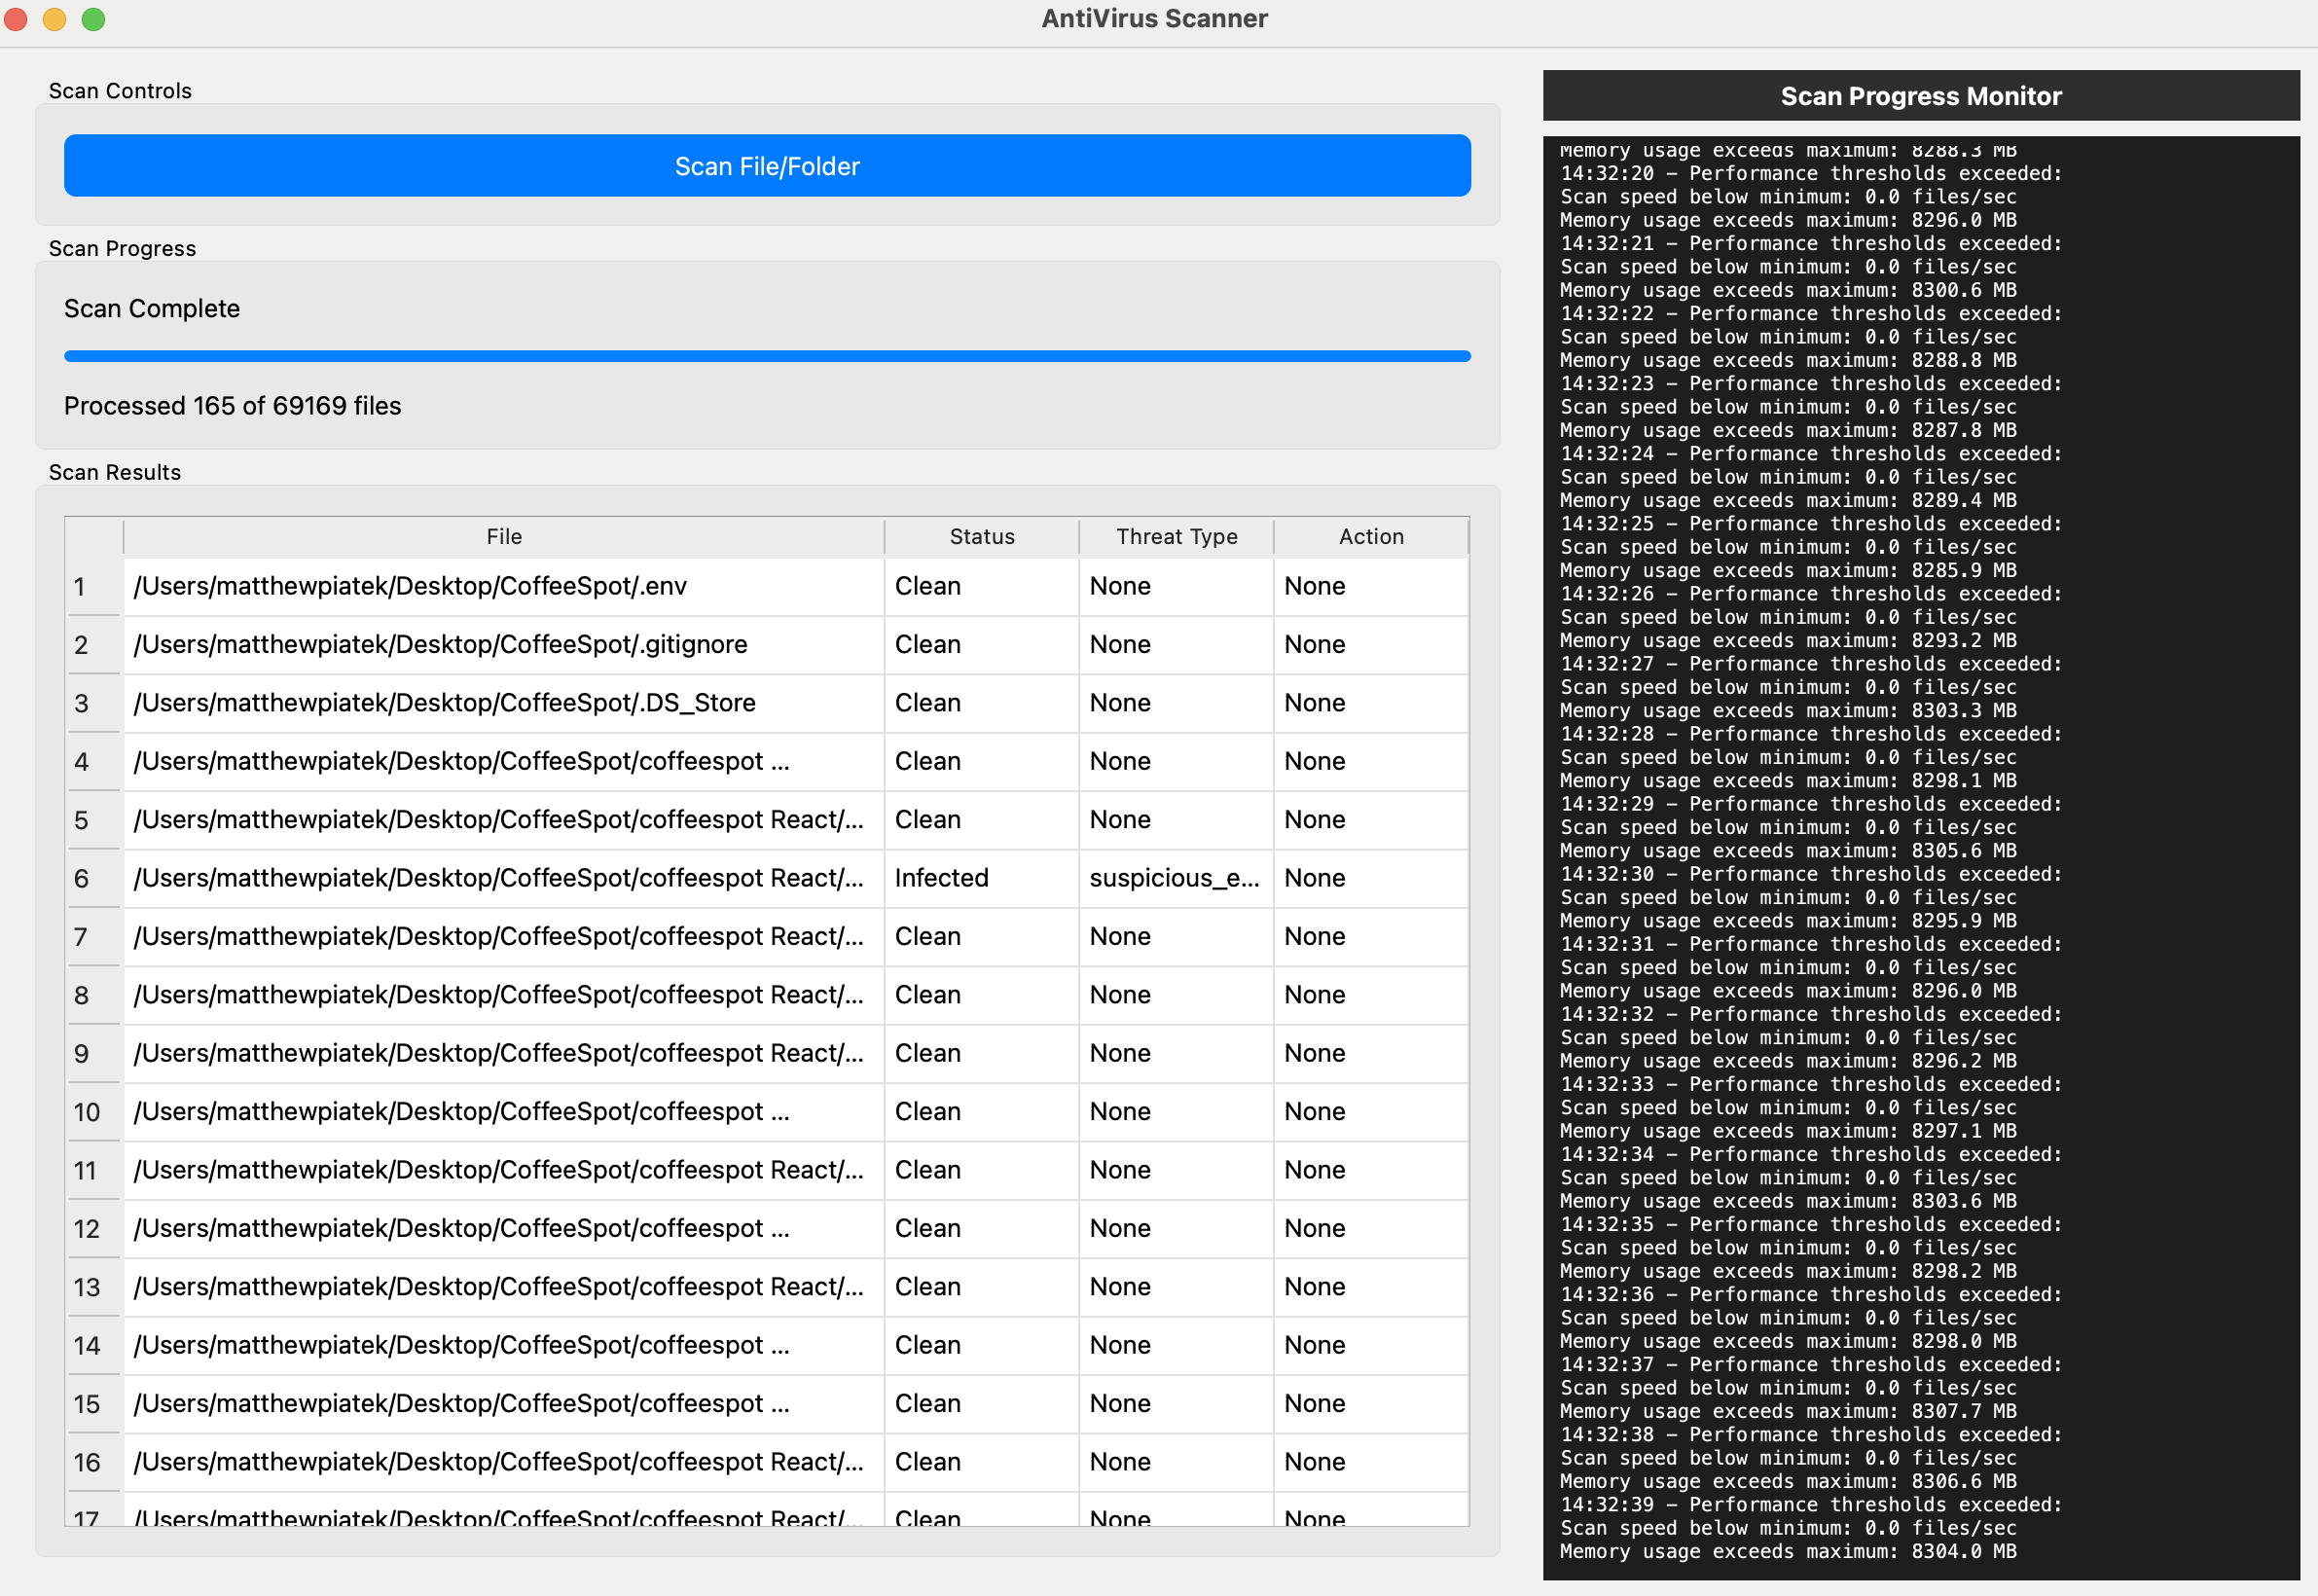 AntiVirus Scanner
Scan Controls
Scan File/Folder
Scan Progress
Scan Complete
Processed 165 of 69169 files
Scan Results
File Status Threat Type Action
1 /Users/matthewpiatek/Desktop/CoffeeSpot/.env Clean None None
2 /Users/matthewpiatek/Desktop/CoffeeSpot/.gitignore Clean None None
3 /Users/matthewpiatek/Desktop/CoffeeSpot/.DS_Store Clean None None
4 /Users/matthewpiatek/Desktop/CoffeeSpot/coffeespot ... Clean None None
5 /Users/matthewpiatek/Desktop/CoffeeSpot/coffeespot React/... Clean None None
6 /Users/matthewpiatek/Desktop/CoffeeSpot/coffeespot React/... Infected suspicious_e... None
7 /Users/matthewpiatek/Desktop/CoffeeSpot/coffeespot React/... Clean None None
8 /Users/matthewpiatek/Desktop/CoffeeSpot/coffeespot React/... Clean None None
9 /Users/matthewpiatek/Desktop/CoffeeSpot/coffeespot React/... Clean None None
10 /Users/matthewpiatek/Desktop/CoffeeSpot/coffeespot ... Clean None None
11 /Users/matthewpiatek/Desktop/CoffeeSpot/coffeespot React/... Clean None None
12 /Users/matthewpiatek/Desktop/CoffeeSpot/coffeespot ... Clean None None
13 /Users/matthewpiatek/Desktop/CoffeeSpot/coffeespot React/... Clean None None
14 /Users/matthewpiatek/Desktop/CoffeeSpot/coffeespot ... Clean None None
15 /Users/matthewpiatek/Desktop/CoffeeSpot/coffeespot ... Clean None None
16 /Users/matthewpiatek/Desktop/CoffeeSpot/coffeespot React/... Clean None None
17 /Users/matthewpiatek/Desktop/CoffeeSpot/coffeespot React/... Clean None None
Scan Progress Monitor
Memory usage exceeds maximum: 8288.3 MB
14:32:20 – Performance thresholds exceeded:
Scan speed below minimum: 0.0 files/sec
Memory usage exceeds maximum: 8296.0 MB
14:32:21 – Performance thresholds exceeded:
Scan speed below minimum: 0.0 files/sec
Memory usage exceeds maximum: 8300.6 MB
14:32:22 – Performance thresholds exceeded:
Scan speed below minimum: 0.0 files/sec
Memory usage exceeds maximum: 8288.8 MB
14:32:23 – Performance thresholds exceeded:
Scan speed below minimum: 0.0 files/sec
Memory usage exceeds maximum: 8287.8 MB
14:32:24 – Performance thresholds exceeded:
Scan speed below minimum: 0.0 files/sec
Memory usage exceeds maximum: 8289.4 MB
14:32:25 – Performance thresholds exceeded:
Scan speed below minimum: 0.0 files/sec
Memory usage exceeds maximum: 8285.9 MB
14:32:26 – Performance thresholds exceeded:
Scan speed below minimum: 0.0 files/sec
Memory usage exceeds maximum: 8293.2 MB
14:32:27 – Performance thresholds exceeded:
Scan speed below minimum: 0.0 files/sec
Memory usage exceeds maximum: 8303.3 MB
14:32:28 – Performance thresholds exceeded:
Scan speed below minimum: 0.0 files/sec
Memory usage exceeds maximum: 8298.1 MB
14:32:29 – Performance thresholds exceeded:
Scan speed below minimum: 0.0 files/sec
Memory usage exceeds maximum: 8305.6 MB
14:32:30 – Performance thresholds exceeded:
Scan speed below minimum: 0.0 files/sec
Memory usage exceeds maximum: 8295.9 MB
14:32:31 – Performance thresholds exceeded:
Scan speed below minimum: 0.0 files/sec
Memory usage exceeds maximum: 8296.0 MB
14:32:32 – Performance thresholds exceeded:
Scan speed below minimum: 0.0 files/sec
Memory usage exceeds maximum: 8296.2 MB
14:32:33 – Performance thresholds exceeded:
Scan speed below minimum: 0.0 files/sec
Memory usage exceeds maximum: 8297.1 MB
14:32:34 – Performance thresholds exceeded:
Scan speed below minimum: 0.0 files/sec
Memory usage exceeds maximum: 8303.6 MB
14:32:35 – Performance thresholds exceeded:
Scan speed below minimum: 0.0 files/sec
Memory usage exceeds maximum: 8298.2 MB
14:32:36 – Performance thresholds exceeded:
Scan speed below minimum: 0.0 files/sec
Memory usage exceeds maximum: 8298.0 MB
14:32:37 – Performance thresholds exceeded:
Scan speed below minimum: 0.0 files/sec
Memory usage exceeds maximum: 8307.7 MB
14:32:38 – Performance thresholds exceeded:
Scan speed below minimum: 0.0 files/sec
Memory usage exceeds maximum: 8306.6 MB
14:32:39 – Performance thresholds exceeded:
Scan speed below minimum: 0.0 files/sec
Memory usage exceeds maximum: 8304.0 MB